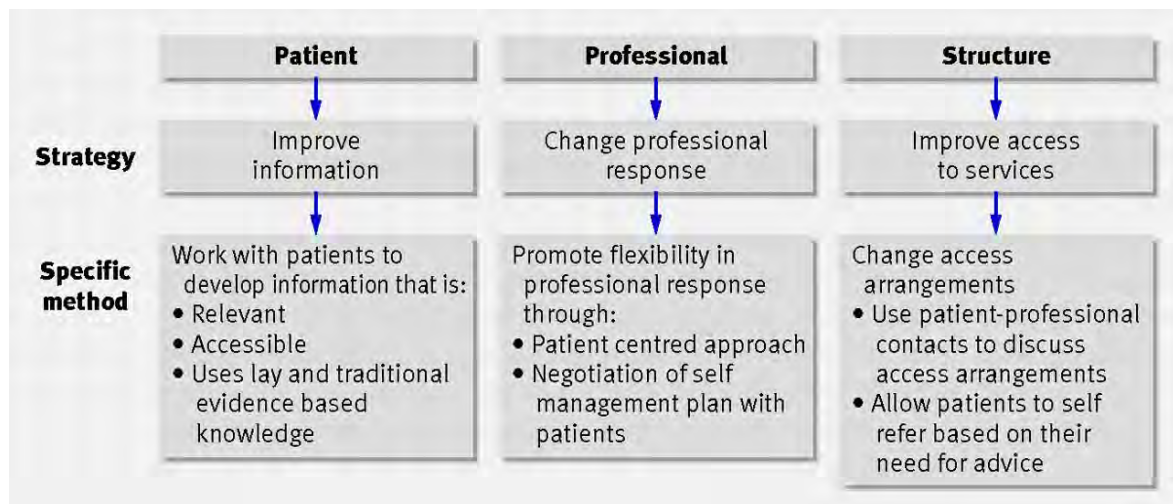 Patient
Professional
Structure
Strategy
Improve
information
Change professional
response
Improve access
to services
Specific
method
Work with patients to
develop information that is:
• Relevant
• Accessible
• Uses lay and traditional
evidence based
knowledge
Promote flexibility in
professional response
through:
• Patient centred approach
• Negotiation of self
management plan with
patients
Change access
arrangements
• Use patient-professional
contacts to discuss
access arrangements
• Allow patients to self
refer based on their
need for advice